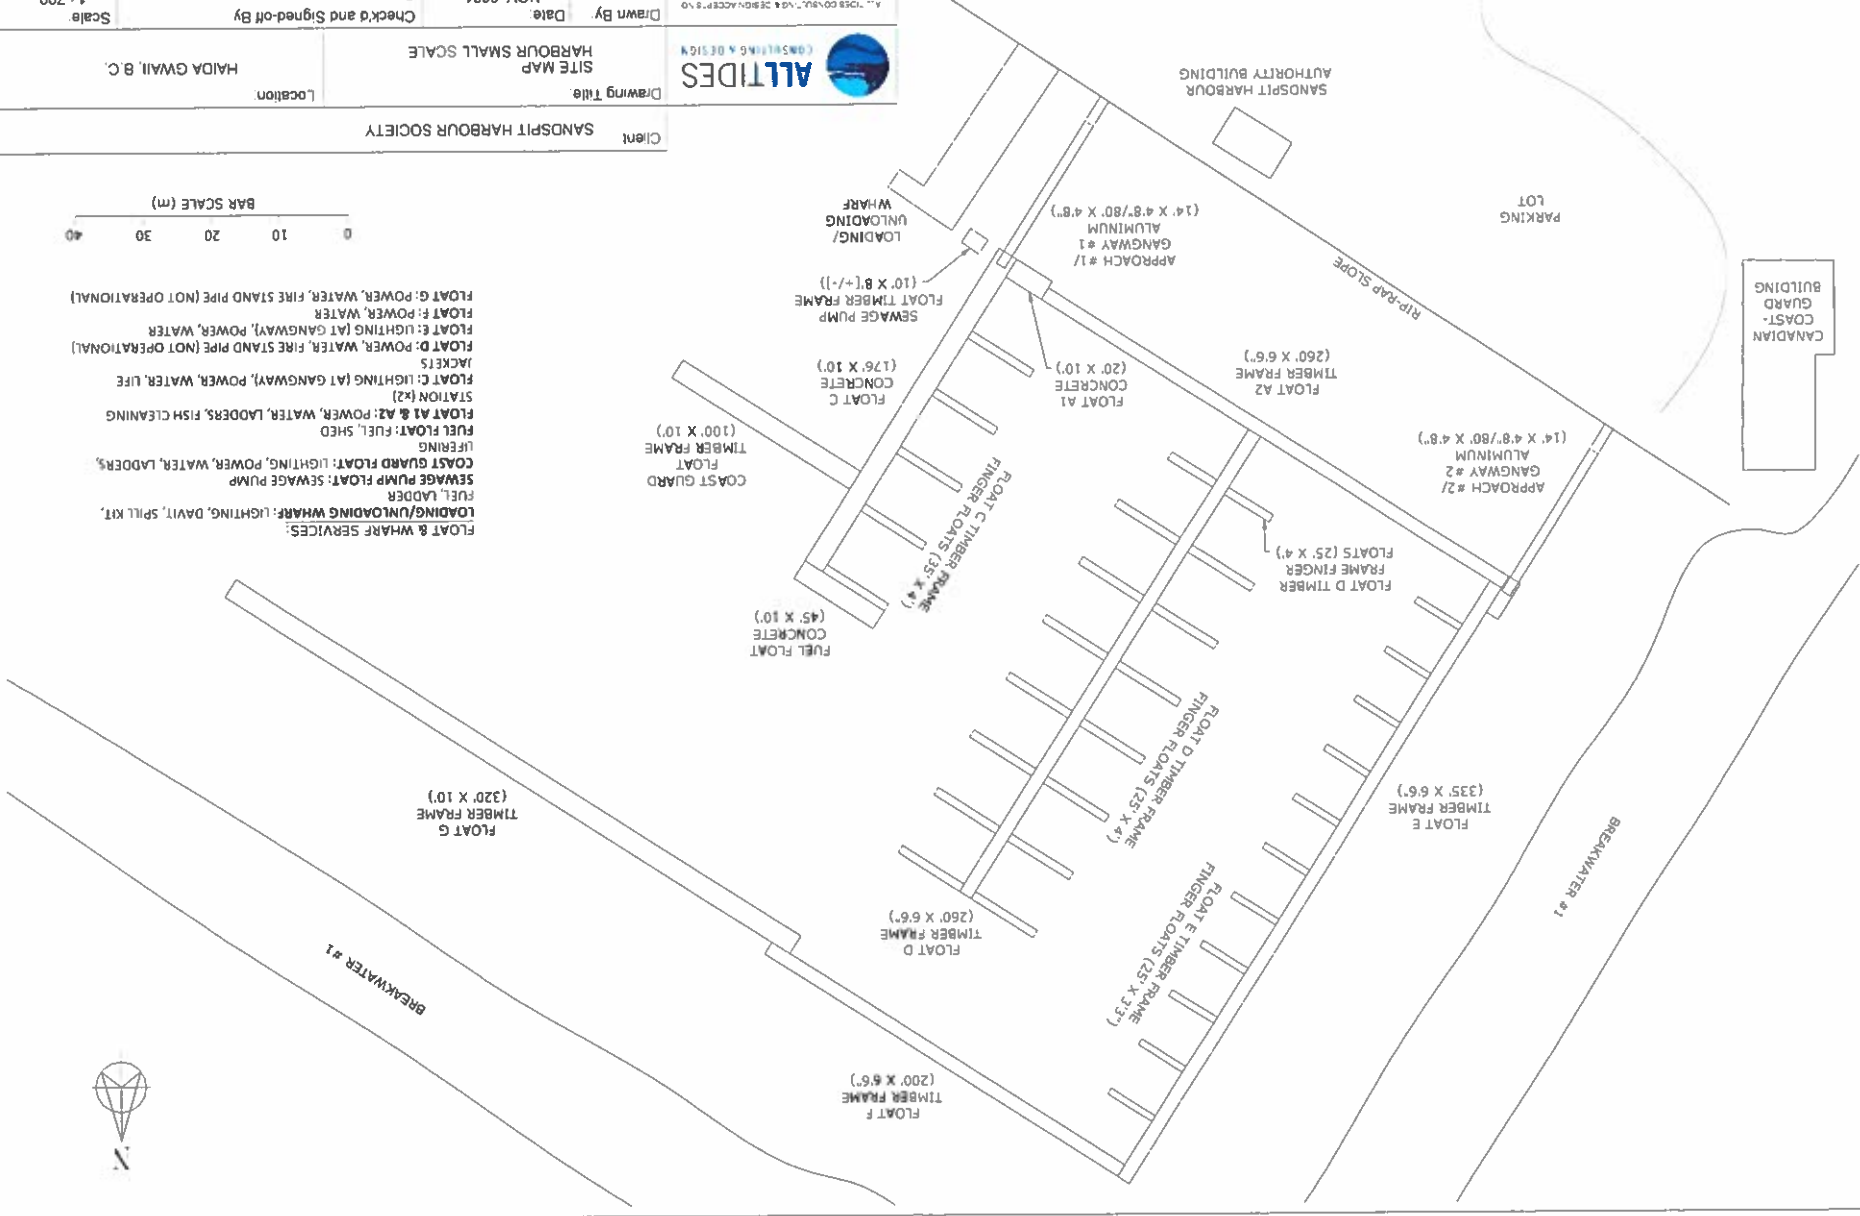 N
BREAKWATER #1
FLOAT F
TIMBER FRAME
(200' X 6'6")
FLOAT G
TIMBER FRAME
(320' X 10')
BREAKWATER #1
FLOAT E
TIMBER FRAME
(335' X 6'6")
FLOAT E TIMBER FRAME
FINGER FLOATS (25' X 3'3")
FLOAT D
TIMBER FRAME
(260' X 6'6")
FLOAT D TIMBER FRAME
FINGER FLOATS (25' X 4')
FUEL FLOAT
CONCRETE
(45' X 10')
FLOAT C TIMBER FRAME
FINGER FLOATS (35' X 4')
FLOAT D TIMBER
FRAME FINGER
FLOATS (25' X 4')
COAST GUARD
FLOAT
TIMBER FRAME
(100' X 10')
APPROACH #2/
GANGWAY #2
ALUMINUM
(14' X 4'8"/80' X 4'8")
FLOAT C
CONCRETE
(176' X 10')
FLOAT A1
CONCRETE
(20' X 10')
FLOAT A2
TIMBER FRAME
(260' X 6'6")
CANADIAN
COAST-
GUARD
BUILDING
SEWAGE PUMP
FLOAT TIMBER FRAME
(10' X 8'[+/-])
RIP-RAP SLOPE
APPROACH #1/
GANGWAY #1
ALUMINUM
(14' X 4'8"/80' X 4'8")
LOADING/
UNLOADING
WHARF
PARKING
LOT
SANDSPIT HARBOUR
AUTHORITY BUILDING
FLOAT & WHARF SERVICES:
LOADING/UNLOADING WHARF: LIGHTING, DAVIT, SPILL KIT,
FUEL, LADDER
SEWAGE PUMP FLOAT: SEWAGE PUMP
COAST GUARD FLOAT: LIGHTING, POWER, WATER, LADDERS,
LIFERING
FUEL FLOAT: FUEL, SHED
FLOAT A1 & A2: POWER, WATER, LADDERS, FISH CLEANING
STATION (x2)
FLOAT C: LIGHTING (AT GANGWAY), POWER, WATER, LIFE
JACKETS
FLOAT D: POWER, WATER, FIRE STAND PIPE (NOT OPERATIONAL)
FLOAT E: LIGHTING (AT GANGWAY), POWER, WATER
FLOAT F: POWER, WATER
FLOAT G: POWER, WATER, FIRE STAND PIPE (NOT OPERATIONAL)
0 10 20 30 40
BAR SCALE (m)
Client SANDSPIT HARBOUR SOCIETY
ALLTIDES
CONSULTING & DESIGN
Drawing Title
SITE MAP
HARBOUR SMALL SCALE
Location:
HAIDA GWAII, B.C.
Drawn By Date: Check'd and Signed-off By Scale: